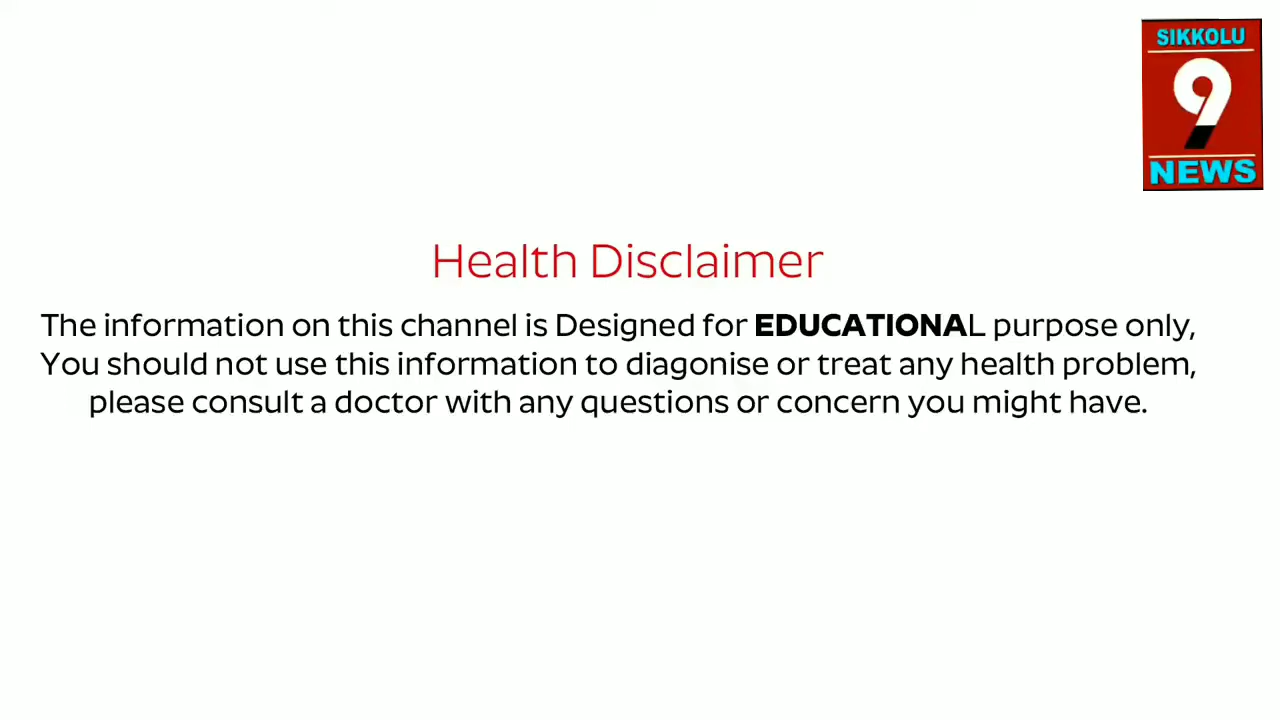 SIKKOLU
9
NEWS
Health Disclaimer
The information on this channel is Designed for EDUCATIONAL purpose only,
You should not use this information to diagonise or treat any health problem,
please consult a doctor with any questions or concern you might have.